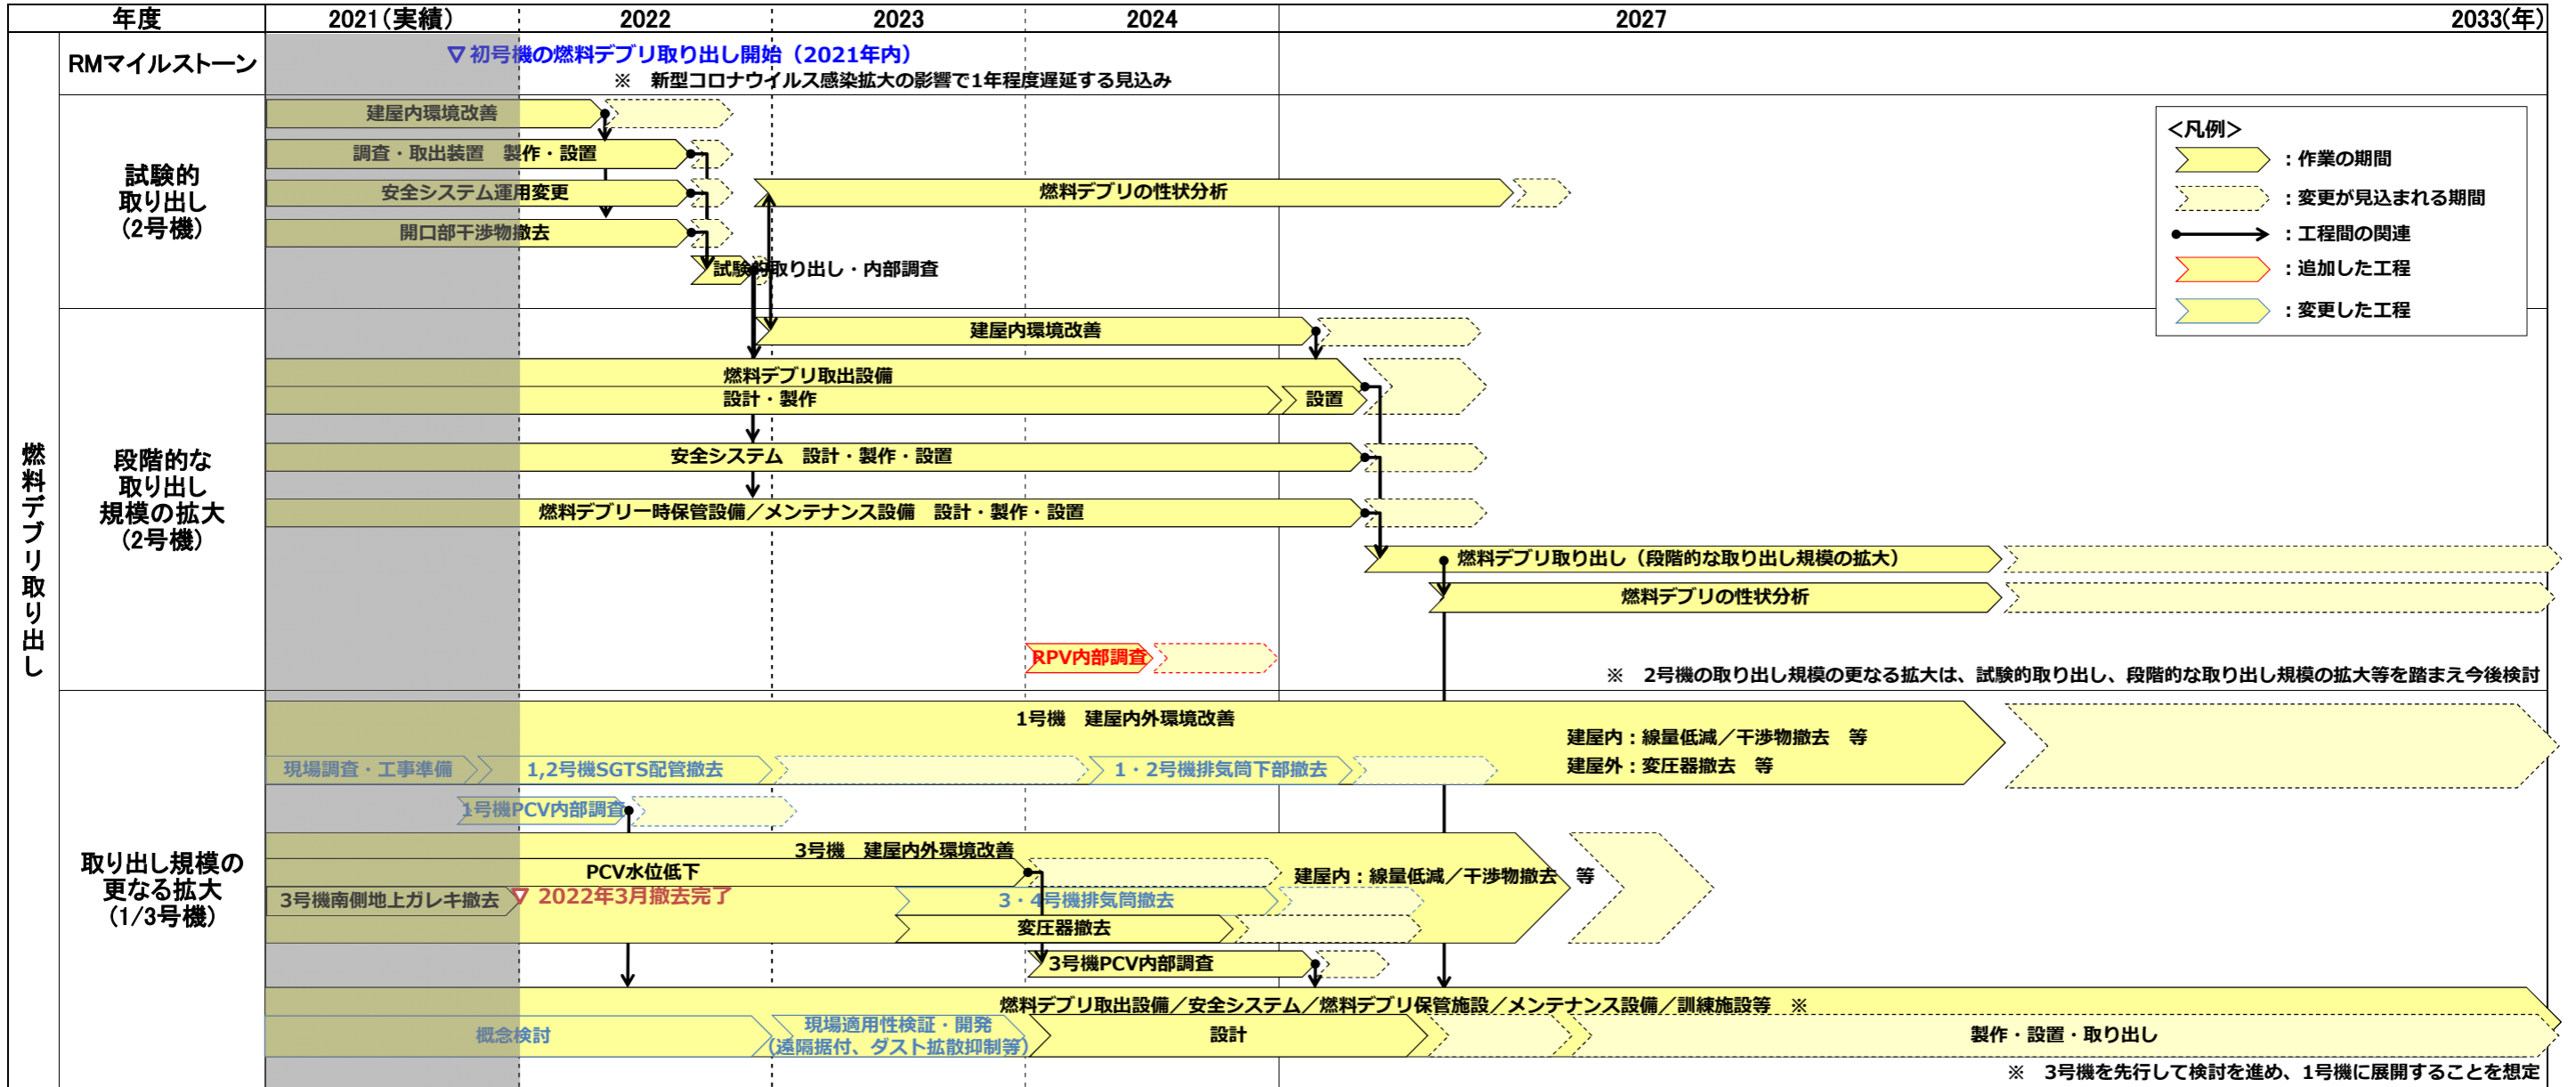 年度
2021(実績)
2022
2023
2024
2027
2033(年)
燃料デブリ取り出し
RMマイルストーン
▽初号機の燃料デブリ取り出し開始（2021年内）
※　新型コロナウイルス感染拡大の影響で1年程度遅延する見込み
試験的
取り出し
(2号機)
建屋内環境改善
調査・取出装置　製作・設置
安全システム運用変更
開口部干渉物撤去
試験的取り出し・内部調査
燃料デブリの性状分析
＜凡例＞
：作業の期間
：変更が見込まれる期間
：工程間の関連
：追加した工程
：変更した工程
段階的な
取り出し
規模の拡大
(2号機)
建屋内環境改善
燃料デブリ取出設備
設計・製作
設置
安全システム　設計・製作・設置
燃料デブリ一時保管設備／メンテナンス設備　設計・製作・設置
燃料デブリ取り出し（段階的な取り出し規模の拡大）
燃料デブリの性状分析
RPV内部調査
※　2号機の取り出し規模の更なる拡大は、試験的取り出し、段階的な取り出し規模の拡大等を踏まえ今後検討
取り出し規模の
更なる拡大
(1/3号機)
1号機　建屋内外環境改善
建屋内：線量低減／干渉物撤去　等
建屋外：変圧器撤去　等
現場調査・工事準備
1,2号機SGTS配管撤去
1・2号機排気筒下部撤去
1号機PCV内部調査
3号機　建屋内外環境改善
PCV水位低下
建屋内：線量低減／干渉物撤去　等
3号機南側地上ガレキ撤去
▽ 2022年3月撤去完了
3・4号機排気筒撤去
変圧器撤去
3号機PCV内部調査
燃料デブリ取出設備／安全システム／燃料デブリ保管施設／メンテナンス設備／訓練施設等　※
概念検討
現場適用性検証・開発
（遠隔据付、ダスト拡散抑制等）
設計
製作・設置・取り出し
※　3号機を先行して検討を進め、1号機に展開することを想定